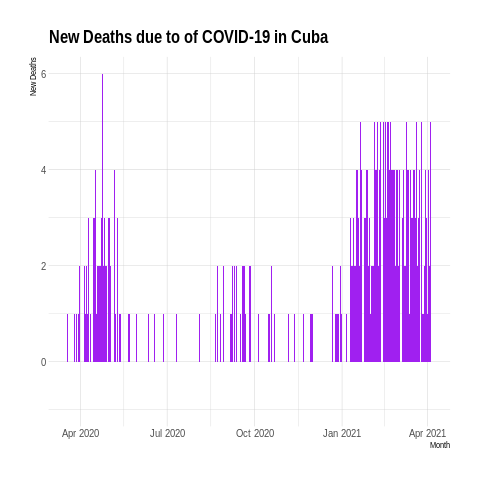 New Deaths due to of COVID-19 in Cuba
New Deaths
6
4
2
0
Apr 2020 Jul 2020 Oct 2020 Jan 2021 Apr 2021
Month